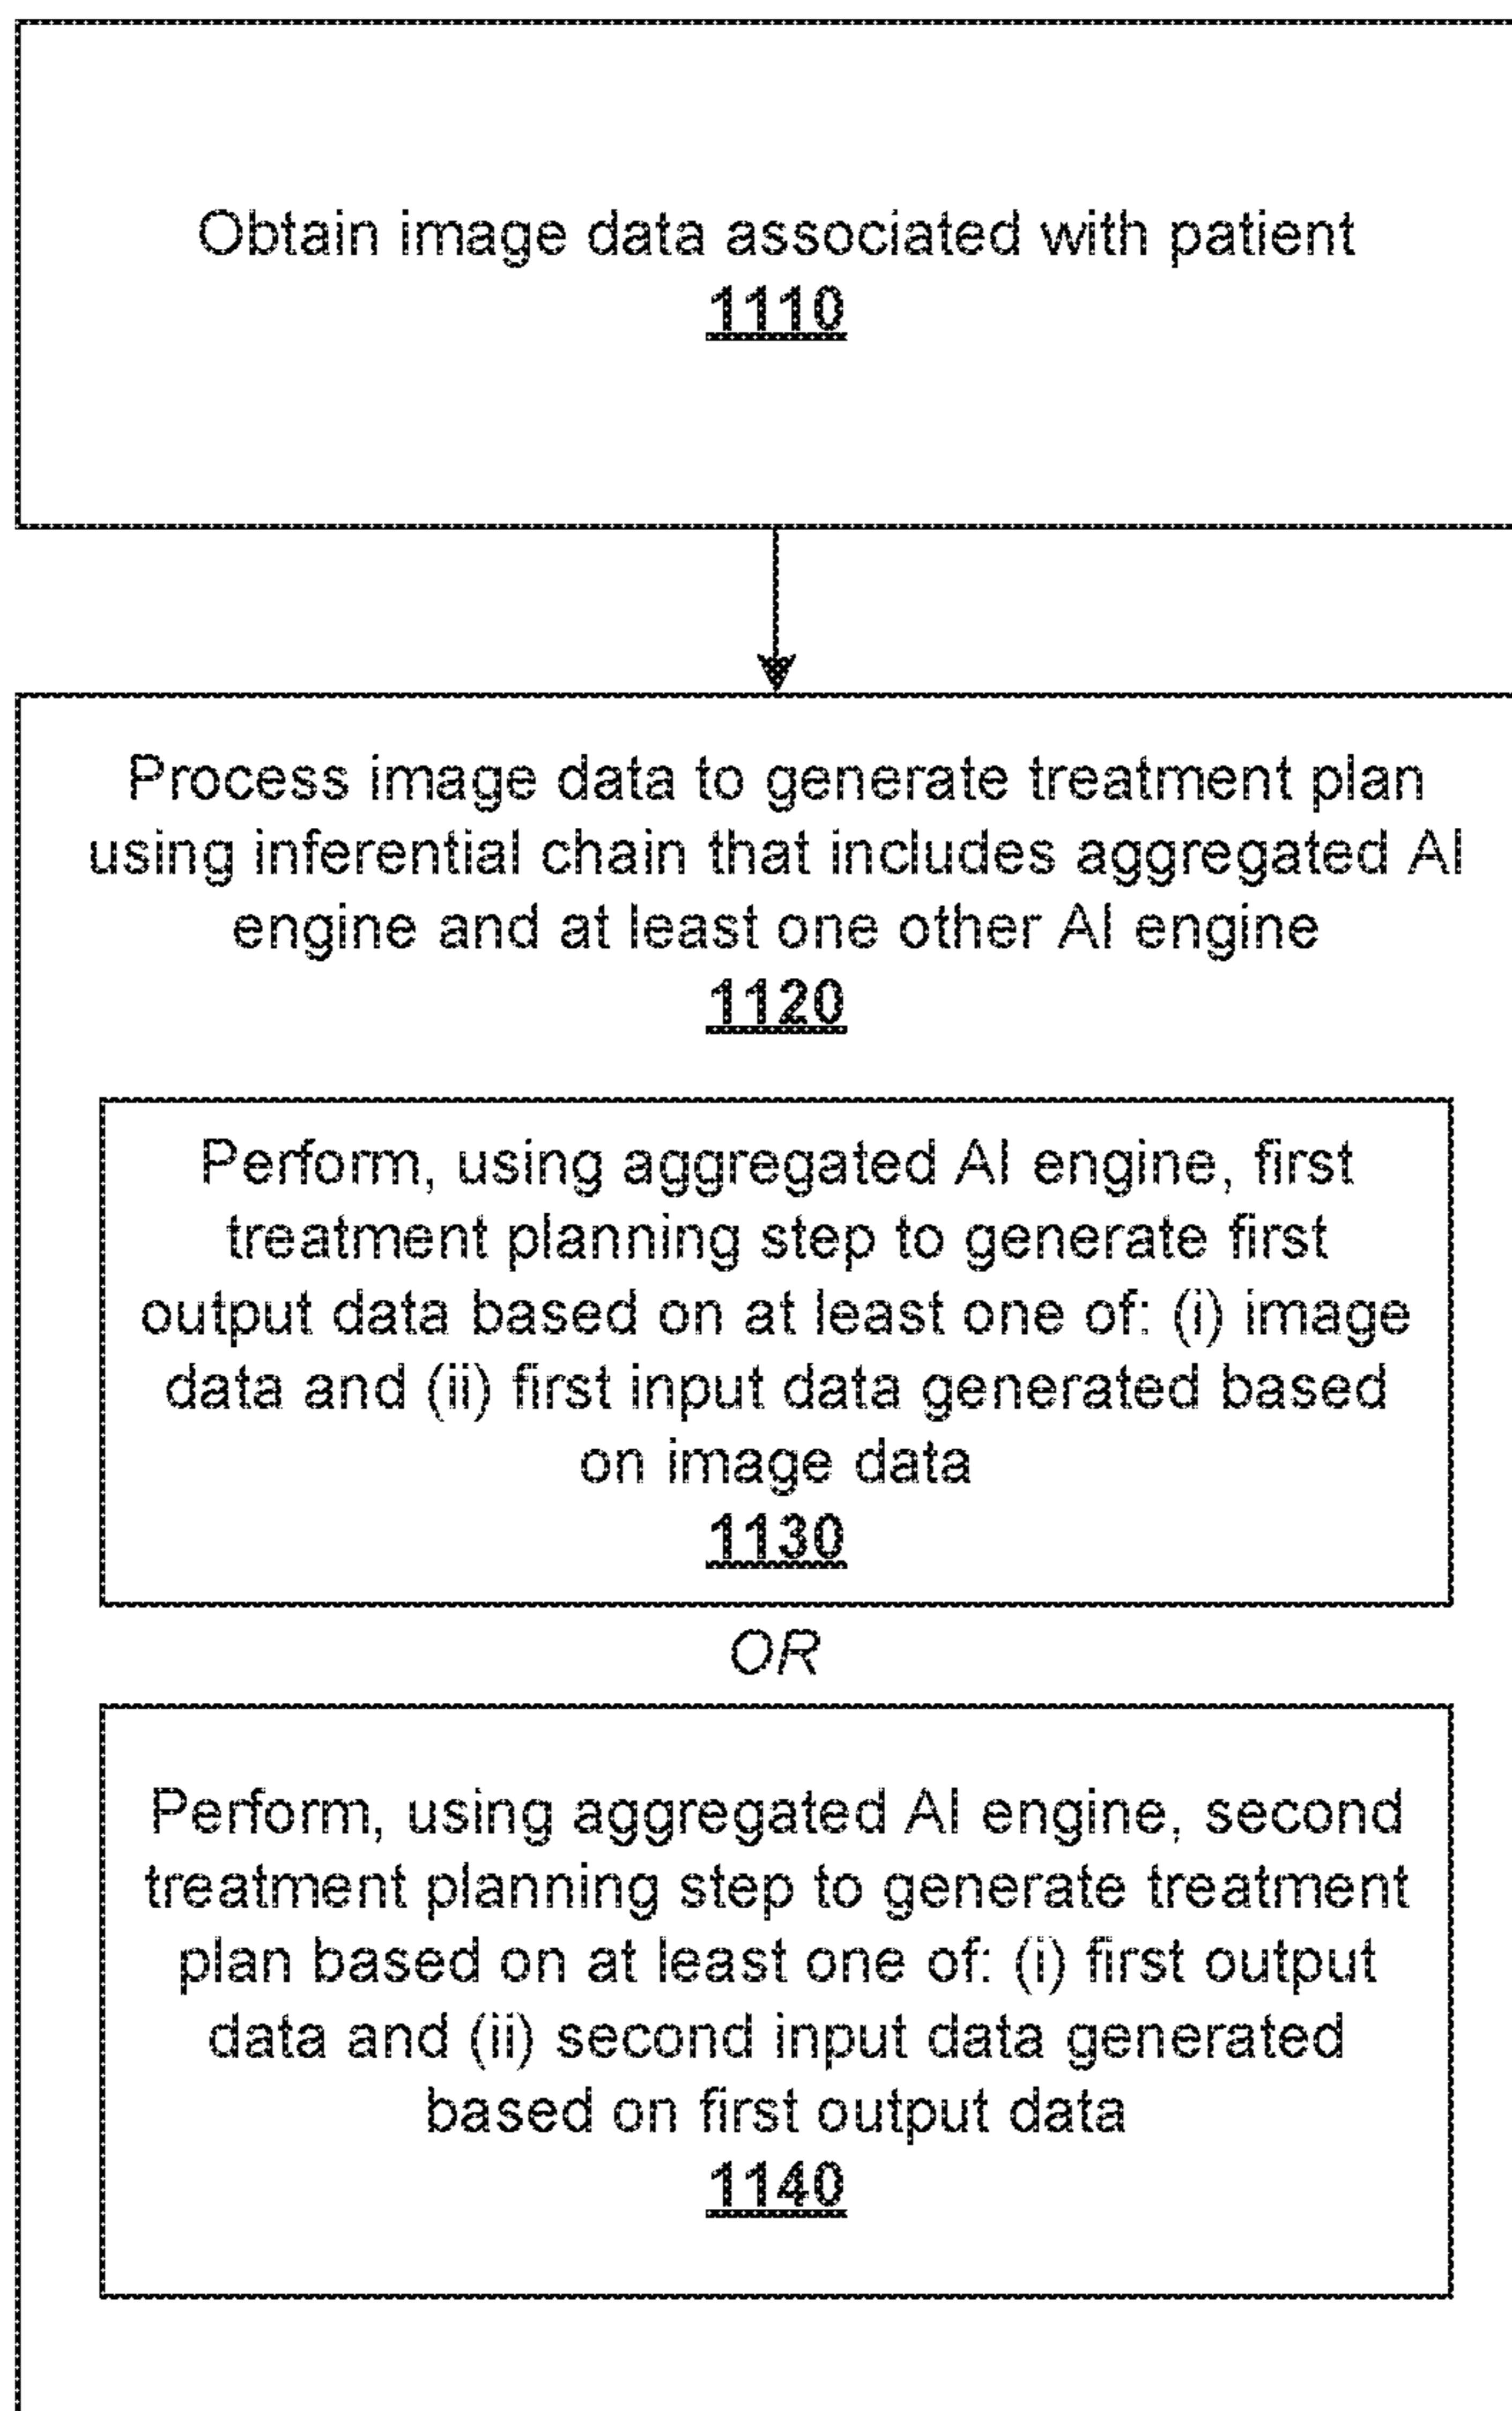 Obtain image data associated with patient
1110
Process image data to generate treatment plan
using inferential chain that includes aggregated AI
engine and at least one other AI engine
1120
Perform, using aggregated AI engine, first
treatment planning step to generate first
output data based on at least one of: (i) image
data and (ii) first input data generated based
on image data
1130
OR
Perform, using aggregated AI engine, second
treatment planning step to generate treatment
plan based on at least one of: (i) first output
data and (ii) second input data generated
based on first output data
1140